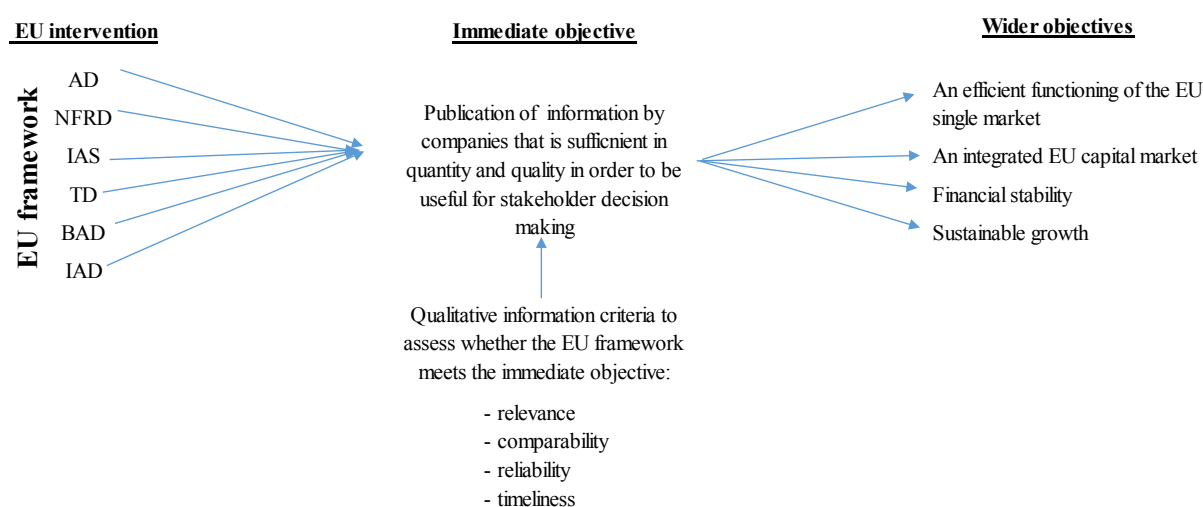 EU intervention
EU framework
AD
NFRD
IAS
TD
BAD
IAD
Immediate objective
Publication of information by
companies that is sufficnient in
quantity and quality in order to be
useful for stakeholder decision
making
Qualitative information criteria to
assess whether the EU framework
meets the immediate objective:
- relevance
- comparability
- reliability
- timeliness
Wider objectives
An efficient functioning of the EU
single market
An integrated EU capital market
Financial stability
Sustainable growth